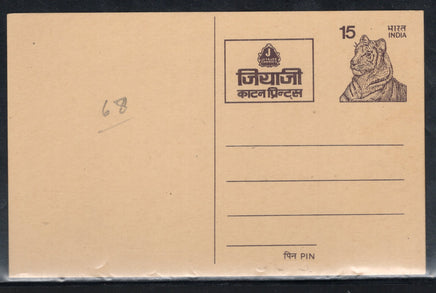 68
15 भारत
INDIA
जियाजी
काटन प्रिन्ट्स
पिन PIN